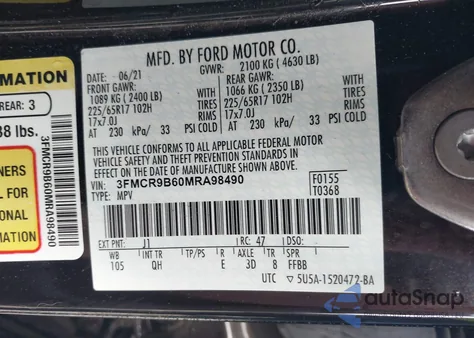 MATION
REAR: 3
88 lbs.
NERS
L FOR
ONAL
MATION
3FMCR9B60MRA98490
MFD. BY FORD MOTOR CO.
DATE: 06/21 GVWR: 2100 KG ( 4630 LB)
FRONT GAWR: REAR GAWR:
1089 KG ( 2400 LB) 1066 KG ( 2350 LB)
WITH WITH
225/65R17 102H TIRES 225/65R17 102H TIRES
17x7.0J RIMS 17x7.0J RIMS
AT 230 kPa/ 33 PSI COLD AT 230 kPa/ 33 PSI COLD
THIS VEHICLE CONFORMS TO ALL APPLICABLE FEDERAL MOTOR
VEHICLE SAFETY AND THEFT PREVENTION STANDARDS IN EFFECT ON
THE DATE OF MANUFACTURE SHOWN ABOVE.
VIN: 3FMCR9B60MRA98490 F0155
TYPE: MPV T0368
EXT PNT: J1 RC: 47 DSO:
WB INT TR TP/PS R AXLE TR SPR
105 QH E 3D 8 FFBB
UTC 5U5A-1520472-BA
autoSnap